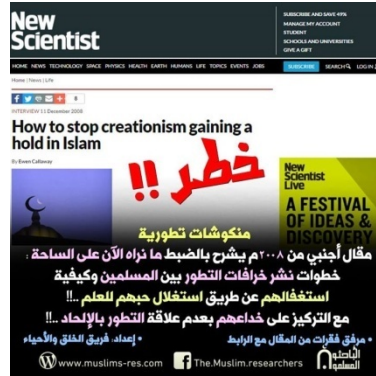 New
Scientist
SUBSCRIBE AND SAVE 49%
MANAGE MY ACCOUNT
STUDENT
SCHOOLS AND UNIVERSITIES
GIVE A GIFT
HOME NEWS TECHNOLOGY SPACE PHYSICS HEALTH EARTH HUMANS LIFE TOPICS EVENTS JOBS
SUBSCRIBE SEARCH LOG IN
Home | News | Life
INTERVIEW 11 December 2008
How to stop creationism gaining a
hold in Islam
By Ewen Callaway
خطر !!
New
Scientist
Live
A FESTIVAL
OF IDEAS &
DISCOVERY
منكوشات تطورية
مقال أجنبي من ٢٠٠٨م يشرح بالضبط ما نراه الآن على الساحة :
خطوات نشر خرافات التطور بين المسلمين وكيفية
استغفالهم عن طريق استغلال حبهم للعلم ..!!
مع التركيز على خداعهم بعدم علاقة التطور بالإلحاد ..!!
• مرفق فقرات من المقال مع الرابط
• إعداد: فريق الخلق والأحياء
www.muslims-res.com
The.Muslim.researchers
الباحثون
المسلمون